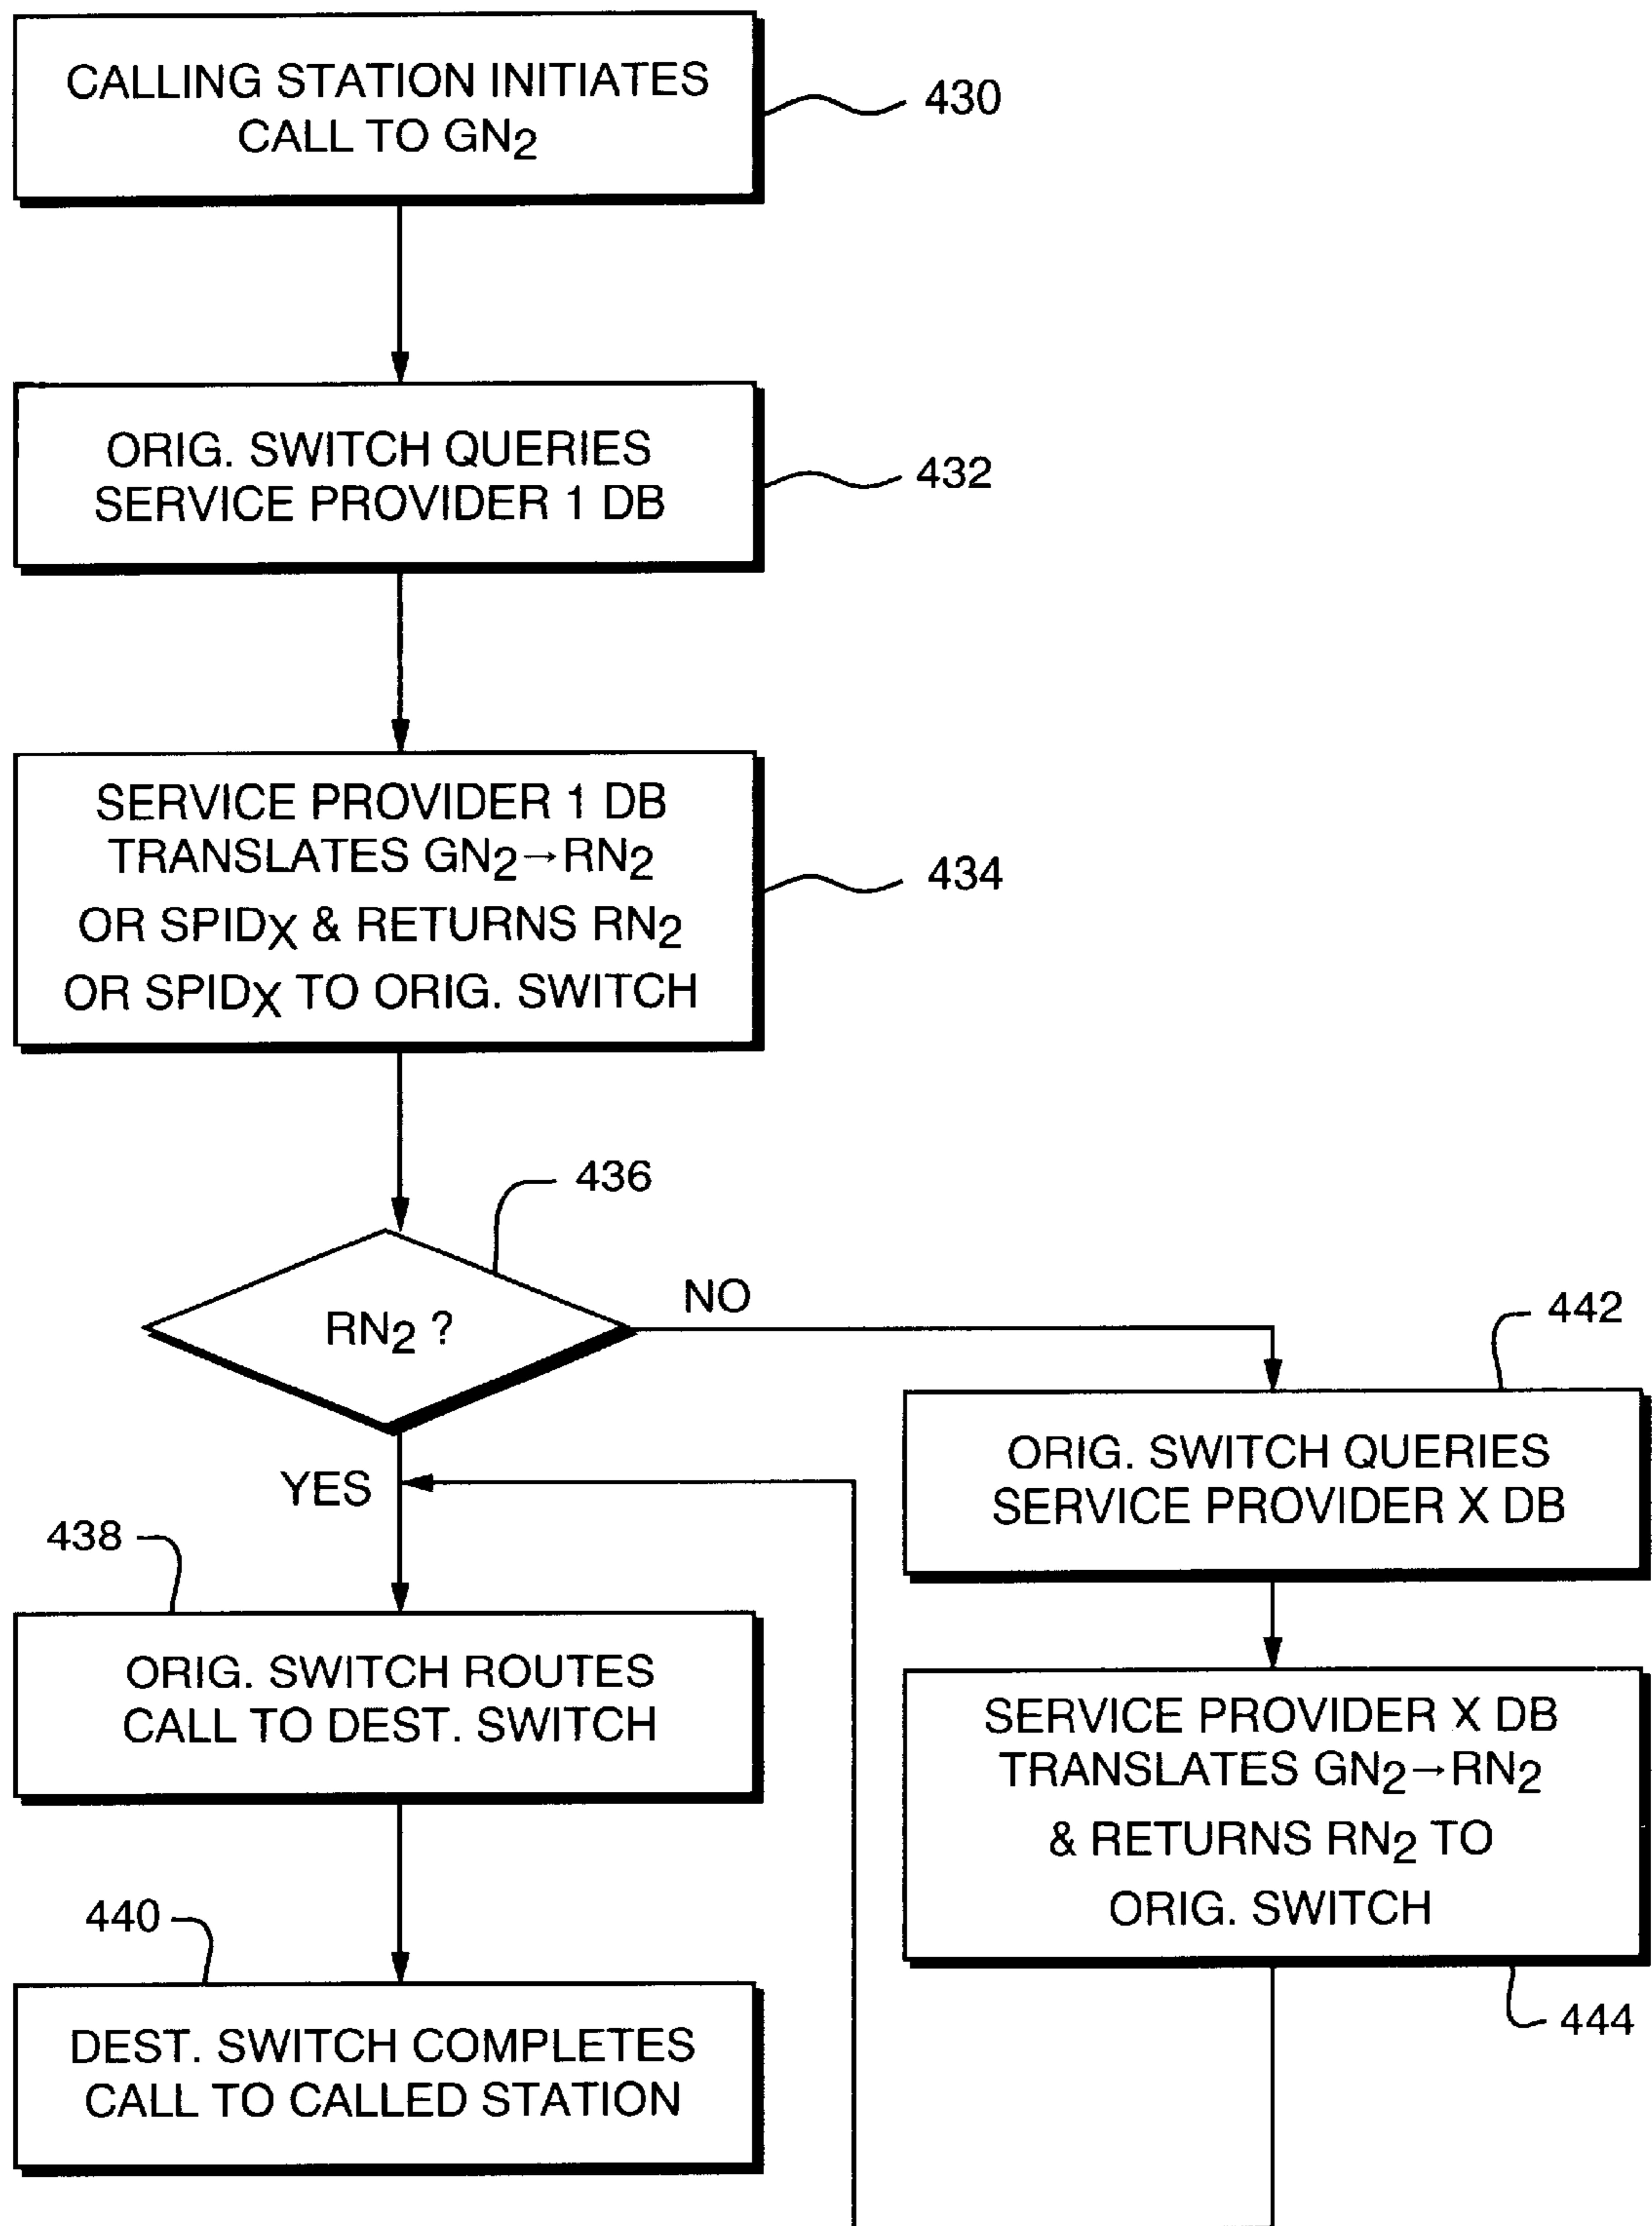 CALLING STATION INITIATES
CALL TO GN₂
430
ORIG. SWITCH QUERIES
SERVICE PROVIDER 1 DB
432
SERVICE PROVIDER 1 DB
TRANSLATES GN₂→RN₂
OR SPIDX & RETURNS RN₂
OR SPIDX TO ORIG. SWITCH
434
436
RN₂ ?
NO
YES
442
ORIG. SWITCH QUERIES
SERVICE PROVIDER X DB
438
ORIG. SWITCH ROUTES
CALL TO DEST. SWITCH
SERVICE PROVIDER X DB
TRANSLATES GN₂→RN₂
& RETURNS RN₂ TO
ORIG. SWITCH
444
440
DEST. SWITCH COMPLETES
CALL TO CALLED STATION